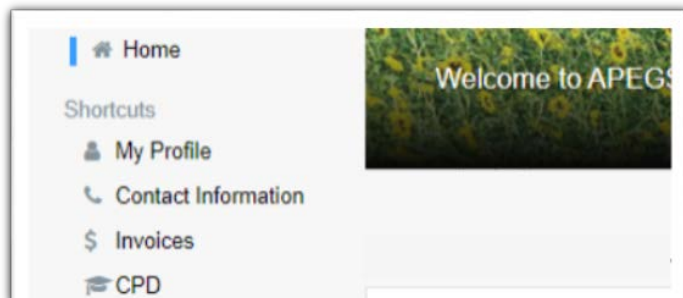 Home
Welcome to APEGS
Shortcuts
My Profile
Contact Information
$ Invoices
CPD